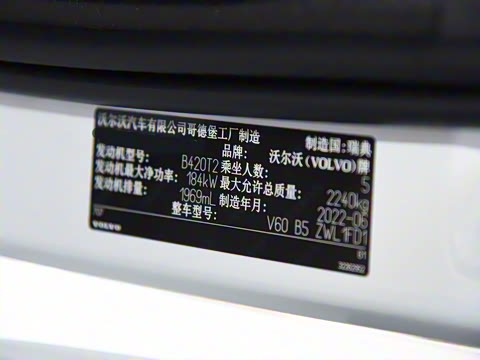 沃尔沃汽车有限公司哥德堡工厂制造 制造国:瑞典
品牌: 沃尔沃(VOLVO)牌
发动机型号: B420T2 乘坐人数: 5
发动机最大净功率: 184kW 最大允许总质量: 2240kg
发动机排量: 1969mL 制造年月: 2022-05
整车型号: V60 B5 ZWL1FD1
VOLVO